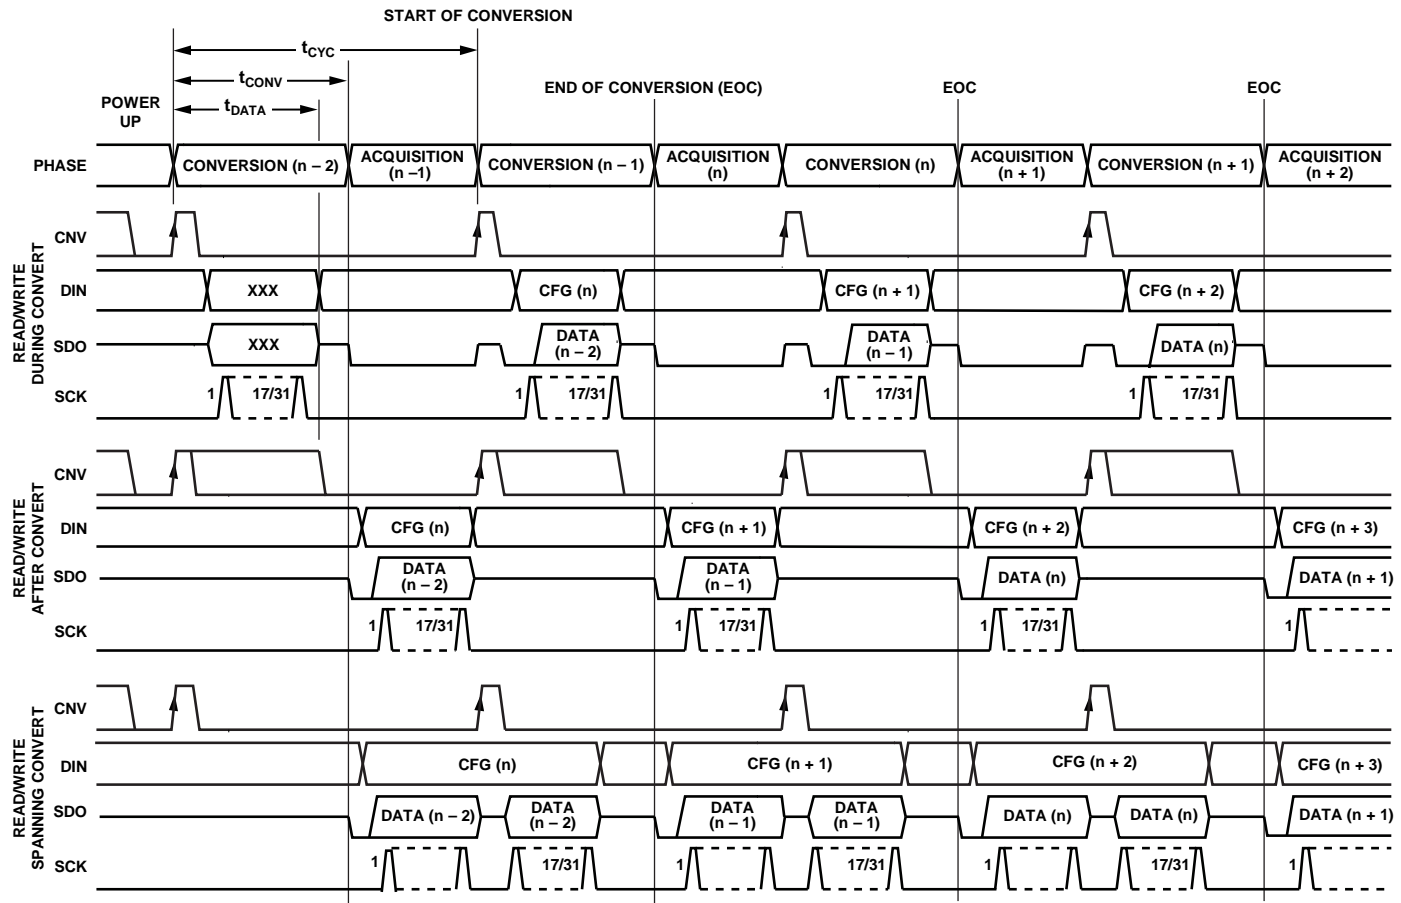 START OF CONVERSION
tCYC
tCONV
END OF CONVERSION (EOC)
EOC
EOC
POWER
UP
tDATA
PHASE
CONVERSION (n – 2)
ACQUISITION
(n –1)
CONVERSION (n – 1)
ACQUISITION
(n)
CONVERSION (n)
ACQUISITION
(n + 1)
CONVERSION (n + 1)
ACQUISITION
(n + 2)
READ/WRITE
DURING CONVERT
CNV
DIN
XXX
CFG (n)
CFG (n + 1)
CFG (n + 2)
SDO
XXX
DATA
(n – 2)
DATA
(n – 1)
DATA (n)
SCK
1
17/31
1
17/31
1
17/31
1
17/31
READ/WRITE
AFTER CONVERT
CNV
DIN
CFG (n)
CFG (n + 1)
CFG (n + 2)
CFG (n + 3)
SDO
DATA
(n – 2)
DATA
(n – 1)
DATA (n)
DATA (n + 1)
SCK
1
17/31
1
17/31
1
17/31
1
READ/WRITE
SPANNING CONVERT
CNV
DIN
CFG (n)
CFG (n + 1)
CFG (n + 2)
CFG (n + 3)
SDO
DATA (n – 2)
DATA
(n – 2)
DATA
(n – 1)
DATA
(n – 1)
DATA (n)
DATA (n)
DATA (n + 1)
SCK
1
17/31
1
17/31
1
17/31
1